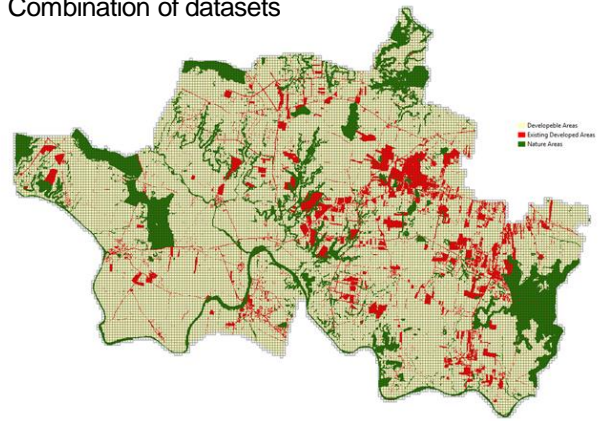 Combination of datasets
Developeble Areas
Existing Developed Areas
Nature Areas